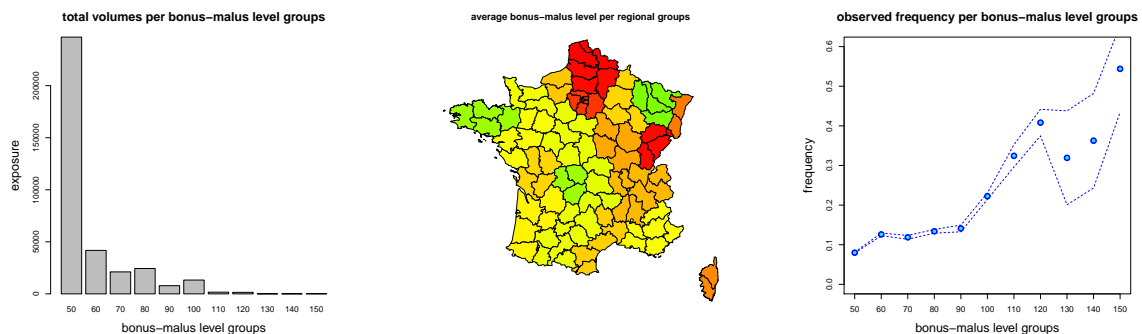 total volumes per bonus−malus level groups
exposure
200000
150000
100000
50000
0
50 60 70 80 90 100 110 120 130 140 150
bonus−malus level groups
average bonus−malus level per regional groups
observed frequency per bonus−malus level groups
frequency
0.6
0.5
0.4
0.3
0.2
0.1
0.0
50 60 70 80 90 100 110 120 130 140 150
bonus−malus level groups